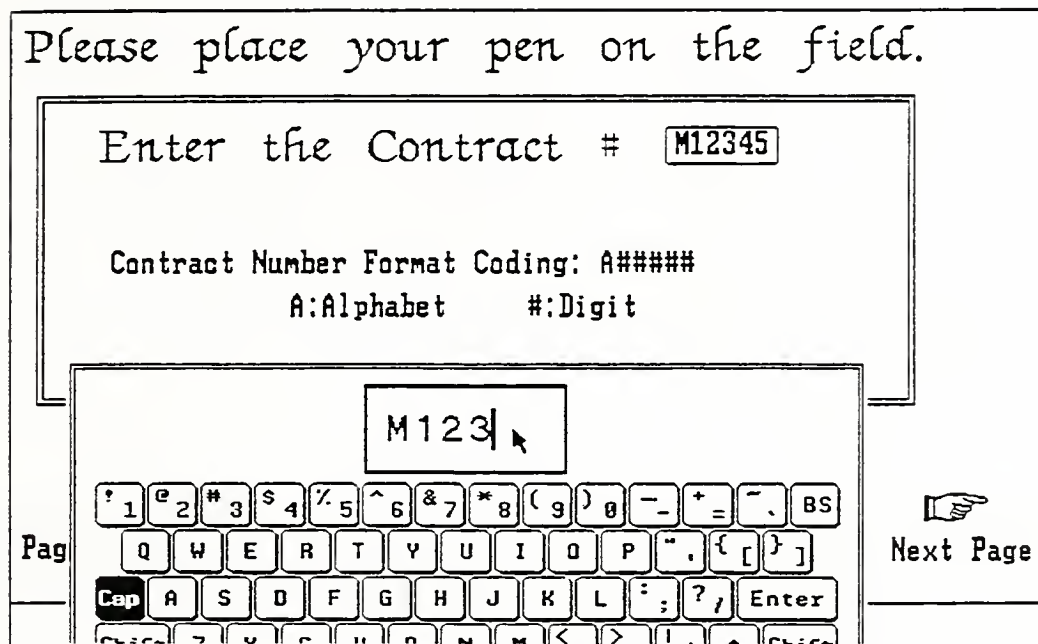 Please place your pen on the field.
Enter the Contract # M12345
Contract Number Format Coding: A#####
A:Alphabet #:Digit
M123
! 1 @ 2 # 3 $ 4 % 5 ^ 6 & 7 * 8 ( 9 ) 0 _ - + = ~ ` BS
Q W E R T Y U I O P " ' { [ } ]
Pag
Next Page
Cap A S D F G H J K L : ; ? / Enter
Shift Z X C V B N M < >